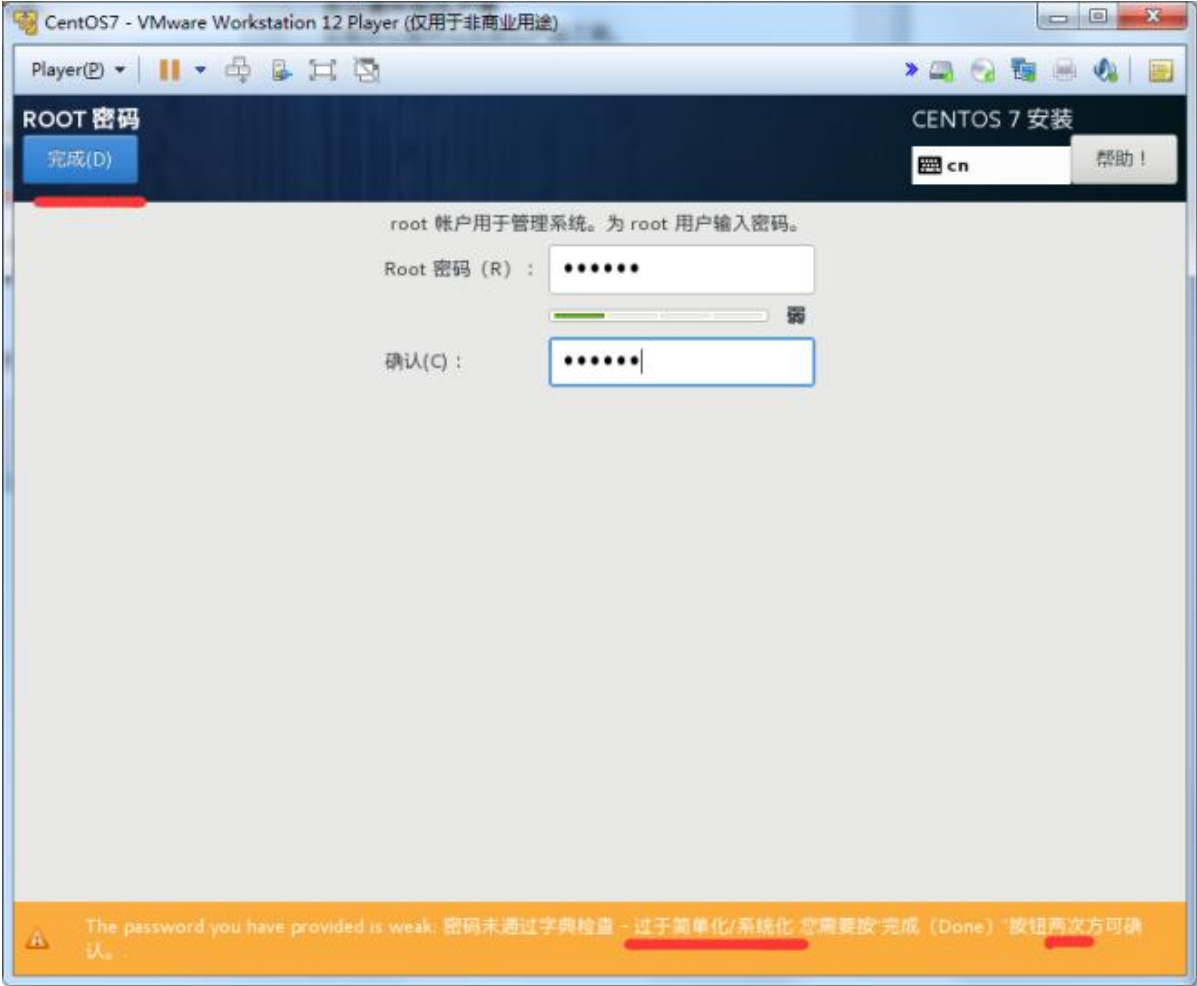 CentOS7 - VMware Workstation 12 Player (仅用于非商业用途)
Player(P)
ROOT 密码
CENTOS 7 安装
完成(D)
cn
帮助！
root 帐户用于管理系统。为 root 用户输入密码。
Root 密码（R）：
••••••
弱
确认(C)：
••••••
The password you have provided is weak: 密码未通过字典检查 - 过于简单化/系统化 您需要按"完成（Done）"按钮两次方可确
认。.